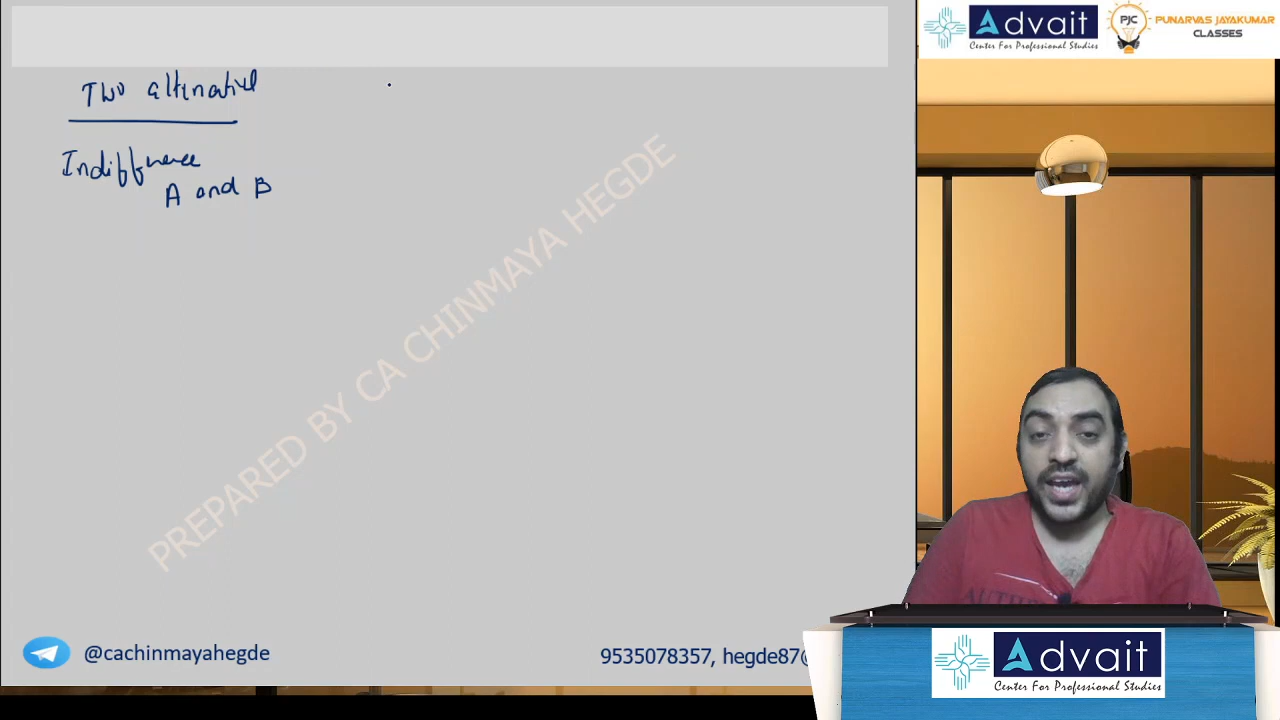 Two alternative
Indifference
A and B
PREPARED BY CA CHINMAYA HEGDE
@cachinmayahegde
9535078357, hegde87@
Advait
Center For Professional Studies
PJC
PUNARVAS JAYAKUMAR
CLASSES
AUTHE
Advait
Center For Professional Studies